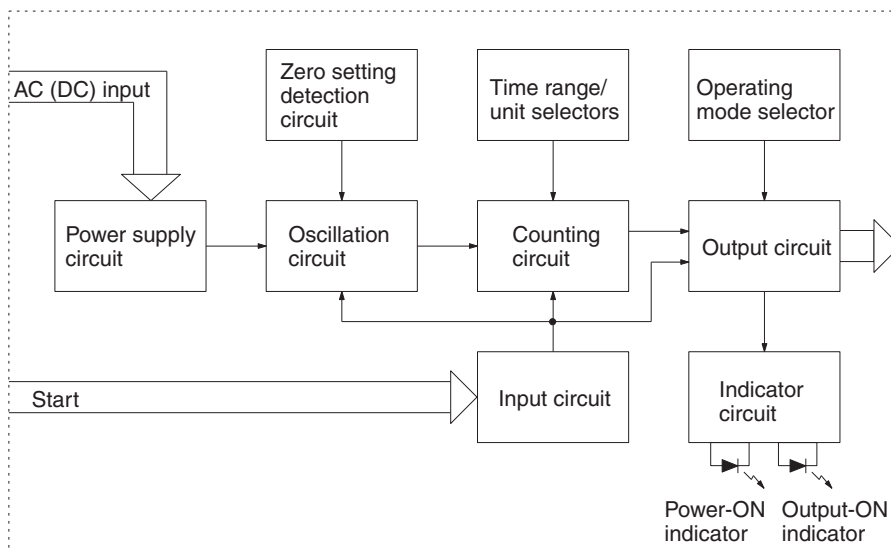 AC (DC) input
Zero setting
detection
circuit
Time range/
unit selectors
Operating
mode selector
Power supply
circuit
Oscillation
circuit
Counting
circuit
Output circuit
Start
Input circuit
Indicator
circuit
Power-ON
indicator
Output-ON
indicator